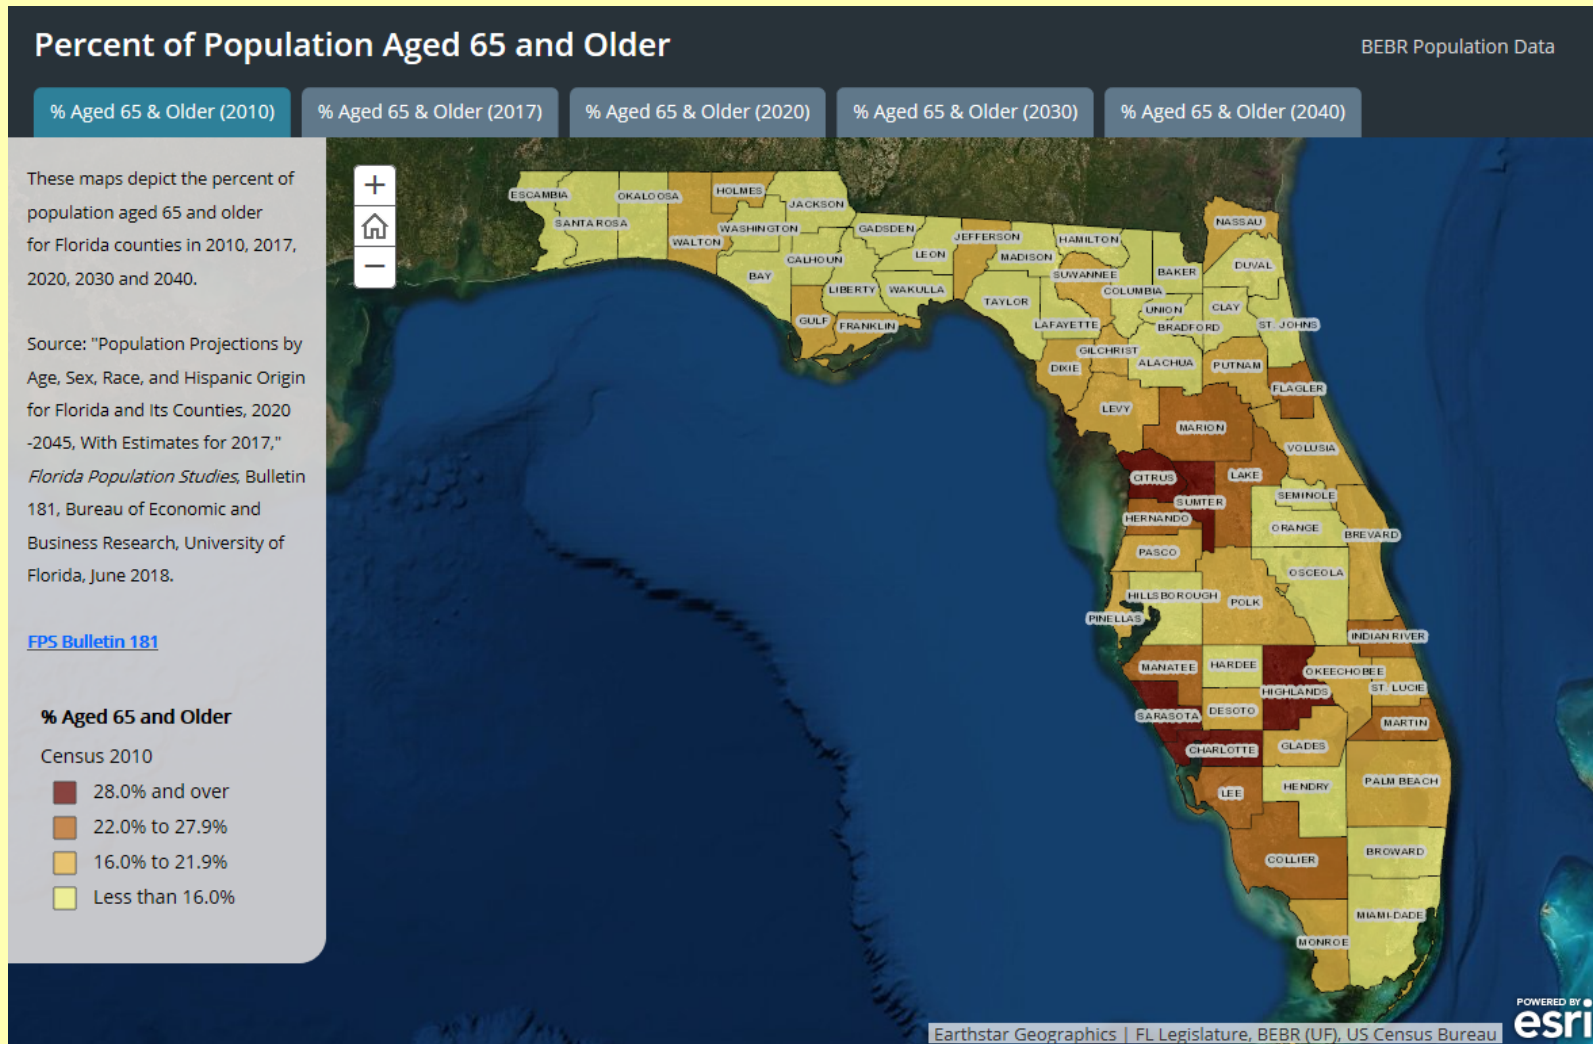 Percent of Population Aged 65 and Older
BEBR Population Data
% Aged 65 & Older (2010)
% Aged 65 & Older (2017)
% Aged 65 & Older (2020)
% Aged 65 & Older (2030)
% Aged 65 & Older (2040)
These maps depict the percent of
population aged 65 and older
for Florida counties in 2010, 2017,
2020, 2030 and 2040.
Source: "Population Projections by
Age, Sex, Race, and Hispanic Origin
for Florida and Its Counties, 2020
-2045, With Estimates for 2017,"
Florida Population Studies, Bulletin
181, Bureau of Economic and
Business Research, University of
Florida, June 2018.
FPS Bulletin 181
% Aged 65 and Older
Census 2010
28.0% and over
22.0% to 27.9%
16.0% to 21.9%
Less than 16.0%
+
−
ESCAMBIA
SANTA ROSA
OKALOOSA
WALTON
HOLMES
WASHINGTON
JACKSON
BAY
CALHOUN
GULF
LIBERTY
FRANKLIN
GADSDEN
LEON
WAKULLA
JEFFERSON
MADISON
TAYLOR
HAMILTON
SUWANNEE
LAFAYETTE
COLUMBIA
BAKER
NASSAU
DUVAL
UNION
CLAY
BRADFORD
ST. JOHNS
GILCHRIST
DIXIE
ALACHUA
PUTNAM
FLAGLER
LEVY
MARION
VOLUSIA
CITRUS
LAKE
SUMTER
SEMINOLE
HERNANDO
ORANGE
BREVARD
PASCO
OSCEOLA
HILLSBOROUGH
POLK
PINELLAS
INDIAN RIVER
MANATEE
HARDEE
OKEECHOBEE
HIGHLANDS
ST. LUCIE
SARASOTA
DESOTO
MARTIN
CHARLOTTE
GLADES
LEE
HENDRY
PALM BEACH
COLLIER
BROWARD
MIAMI-DADE
MONROE
POWERED BY
esri
Earthstar Geographics | FL Legislature, BEBR (UF), US Census Bureau